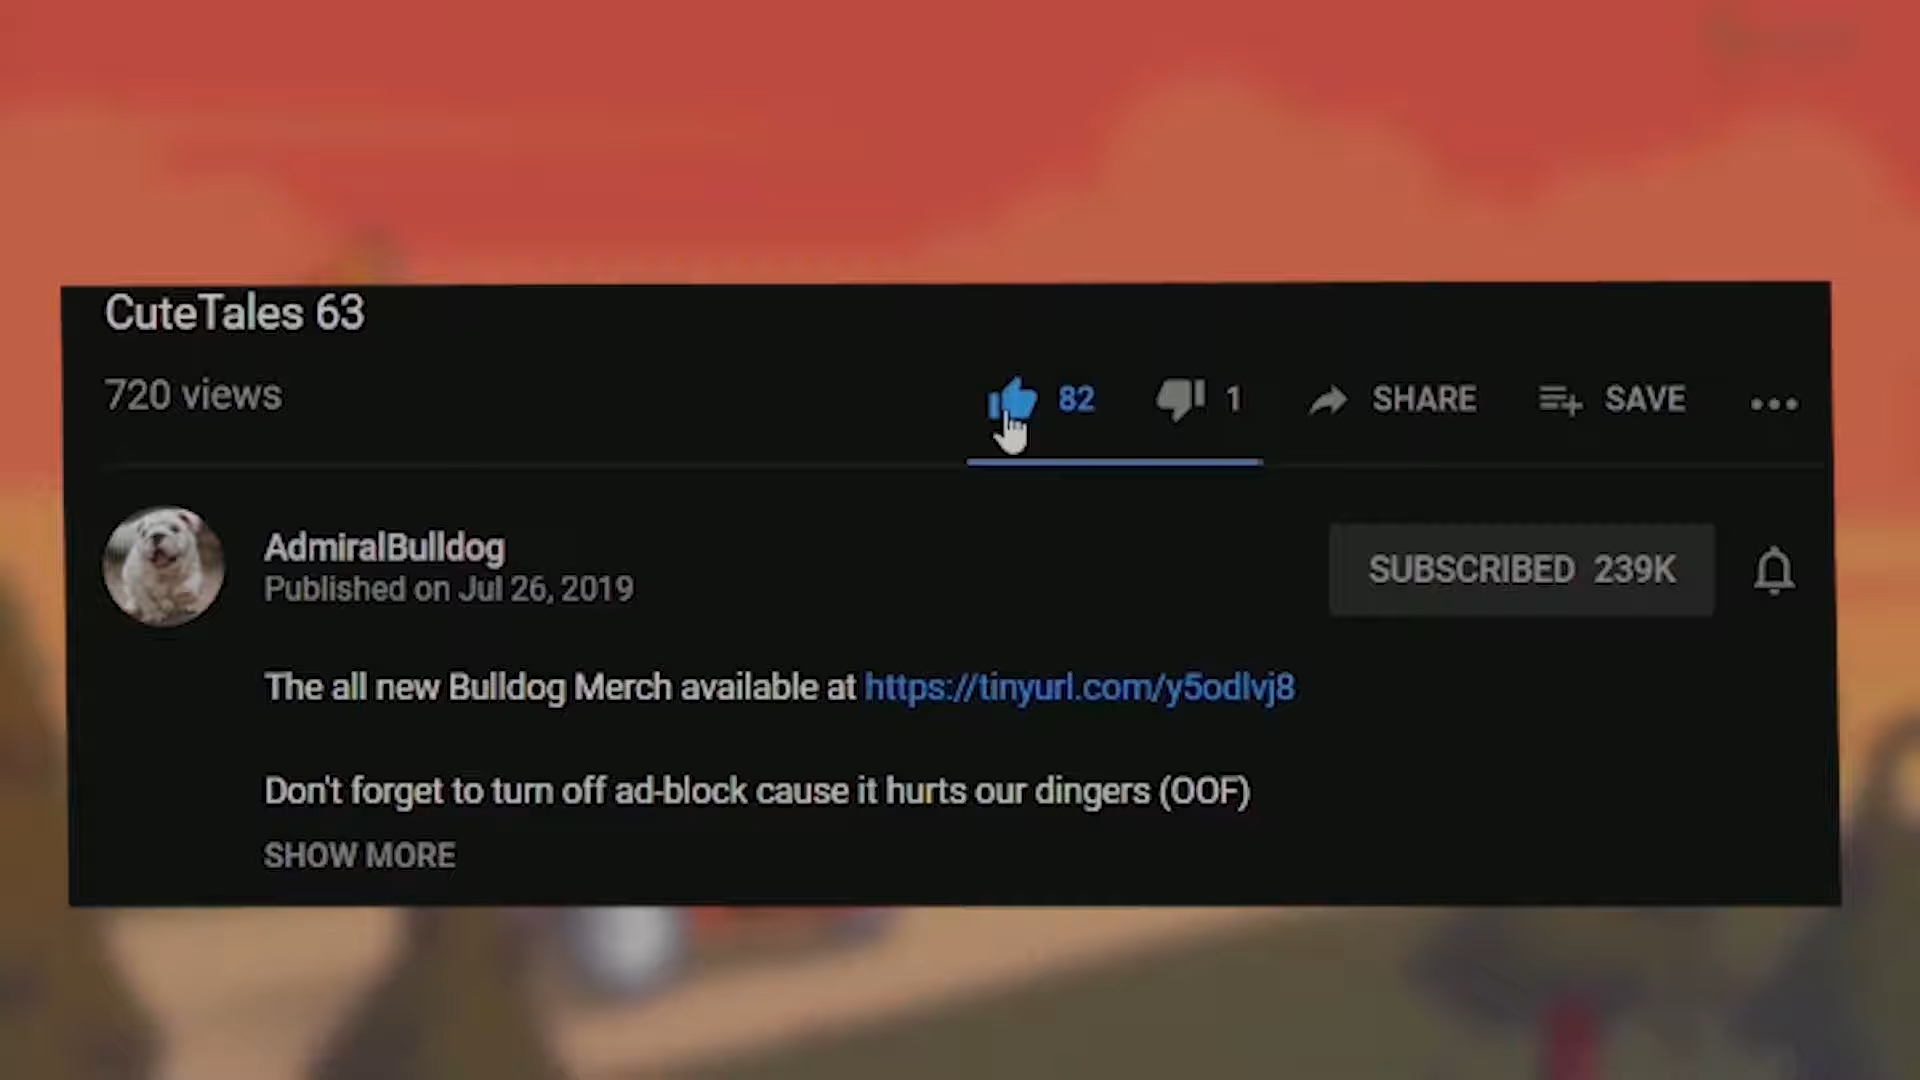 CuteTales 63
720 views
82 1 SHARE SAVE
AdmiralBulldog
Published on Jul 26, 2019
SUBSCRIBED 239K
The all new Bulldog Merch available at https://tinyurl.com/y5odlvj8
Don't forget to turn off ad-block cause it hurts our dingers (OOF)
SHOW MORE